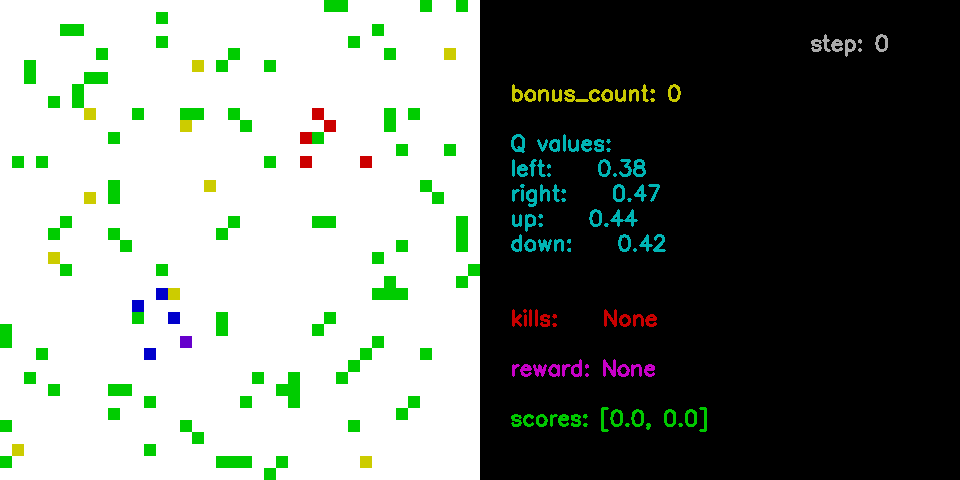 step: 0
bonus_count: 0
Q values:
left: 0.38
right: 0.47
up: 0.44
down: 0.42
kills: None
reward: None
scores: [0.0, 0.0]